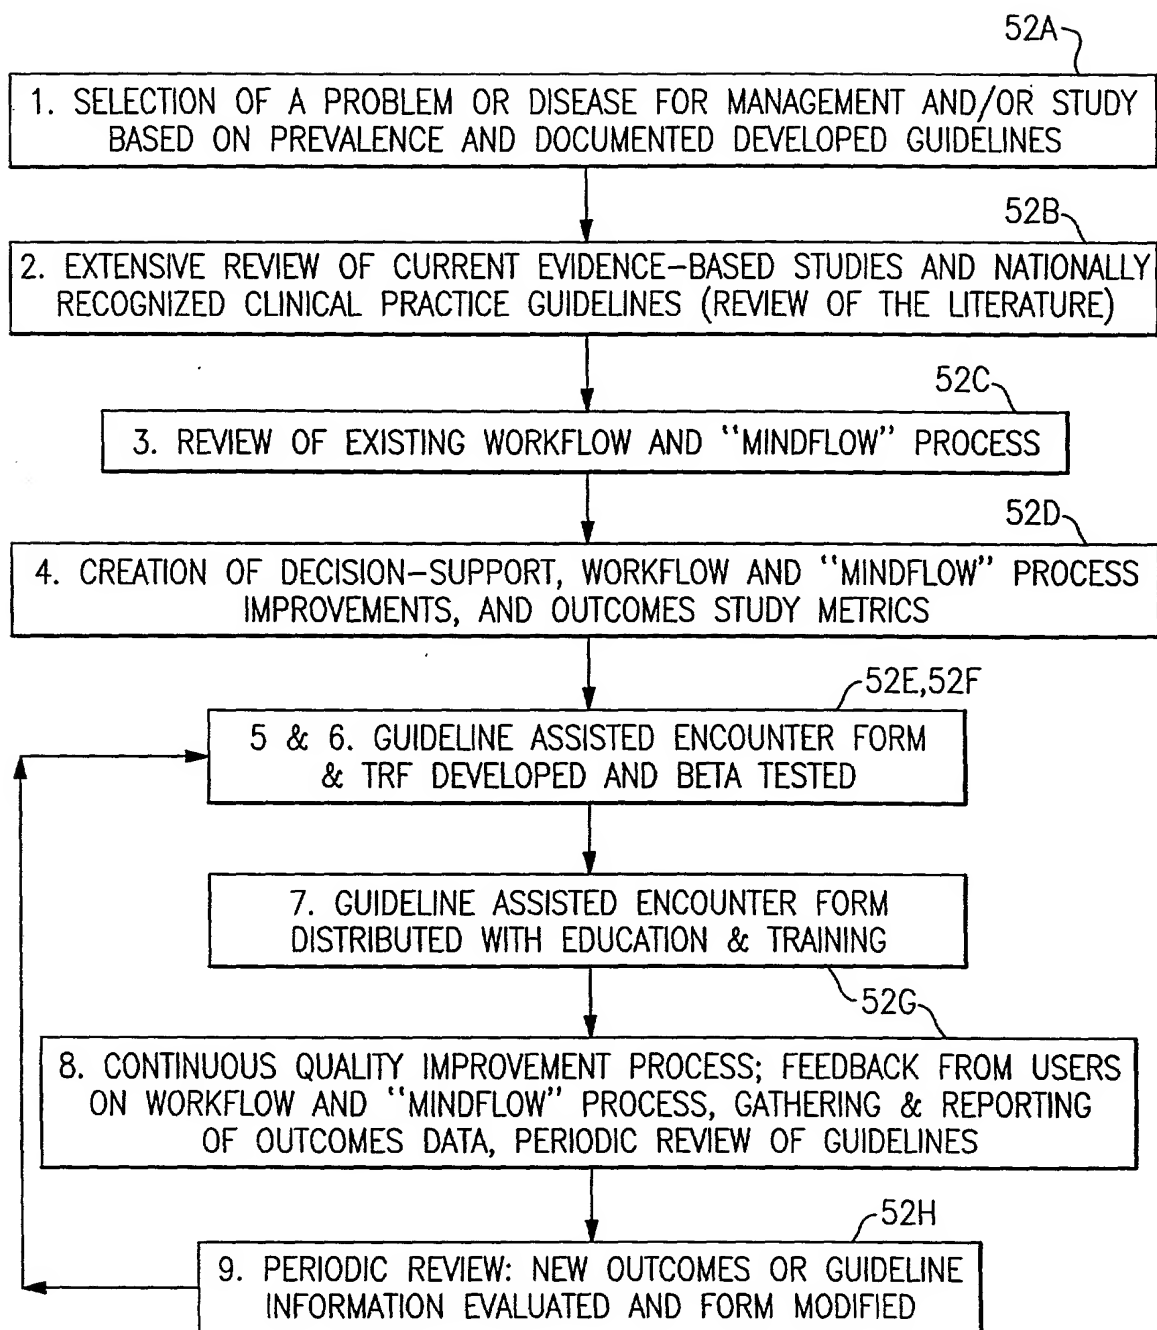 52A
1. SELECTION OF A PROBLEM OR DISEASE FOR MANAGEMENT AND/OR STUDY
BASED ON PREVALENCE AND DOCUMENTED DEVELOPED GUIDELINES
52B
2. EXTENSIVE REVIEW OF CURRENT EVIDENCE–BASED STUDIES AND NATIONALLY
RECOGNIZED CLINICAL PRACTICE GUIDELINES (REVIEW OF THE LITERATURE)
52C
3. REVIEW OF EXISTING WORKFLOW AND "MINDFLOW" PROCESS
52D
4. CREATION OF DECISION–SUPPORT, WORKFLOW AND "MINDFLOW" PROCESS
IMPROVEMENTS, AND OUTCOMES STUDY METRICS
52E,52F
5 & 6. GUIDELINE ASSISTED ENCOUNTER FORM
& TRF DEVELOPED AND BETA TESTED
7. GUIDELINE ASSISTED ENCOUNTER FORM
DISTRIBUTED WITH EDUCATION & TRAINING
52G
8. CONTINUOUS QUALITY IMPROVEMENT PROCESS; FEEDBACK FROM USERS
ON WORKFLOW AND "MINDFLOW" PROCESS, GATHERING & REPORTING
OF OUTCOMES DATA, PERIODIC REVIEW OF GUIDELINES
52H
9. PERIODIC REVIEW: NEW OUTCOMES OR GUIDELINE
INFORMATION EVALUATED AND FORM MODIFIED